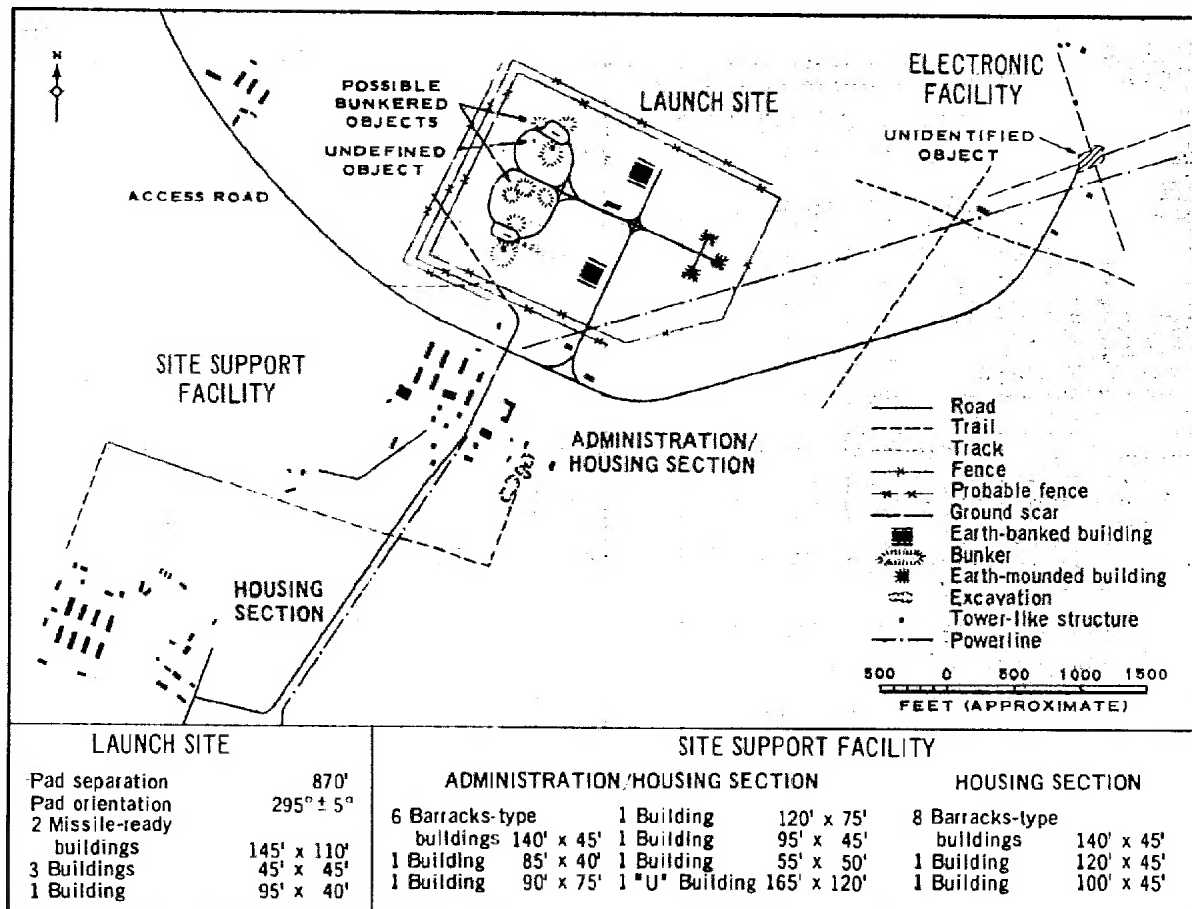 N
POSSIBLE
BUNKERED
OBJECTS
UNDEFINED
OBJECT
LAUNCH SITE
ELECTRONIC
FACILITY
UNIDENTIFIED
OBJECT
ACCESS ROAD
SITE SUPPORT
FACILITY
ADMINISTRATION/
HOUSING SECTION
HOUSING
SECTION
Road
Trail
Track
Fence
Probable fence
Ground scar
Earth-banked building
Bunker
Earth-mounded building
Excavation
Tower-like structure
Powerline
500 0 500 1000 1500
FEET (APPROXIMATE)
LAUNCH SITE
Pad separation 870'
Pad orientation 295° ± 5°
2 Missile-ready
buildings 145' x 110'
3 Buildings 45' x 45'
1 Building 95' x 40'
SITE SUPPORT FACILITY
ADMINISTRATION/HOUSING SECTION
6 Barracks-type
buildings 140' x 45'
1 Building 85' x 40'
1 Building 90' x 75'
1 Building 120' x 75'
1 Building 95' x 45'
1 Building 55' x 50'
1 "U" Building 165' x 120'
HOUSING SECTION
8 Barracks-type
buildings 140' x 45'
1 Building 120' x 45'
1 Building 100' x 45'